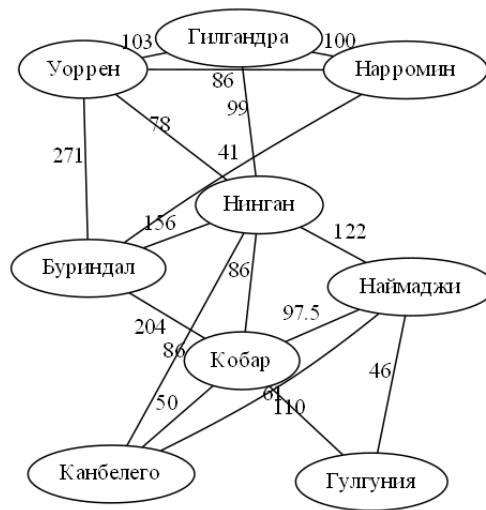 Гилгандра
103
100
Уоррен
Нарромин
86
99
78
41
271
Нинган
156
122
Буриндал
86
Наймаджи
97.5
204
86
Кобар
46
61
50
110
Канбелего
Гулгуния